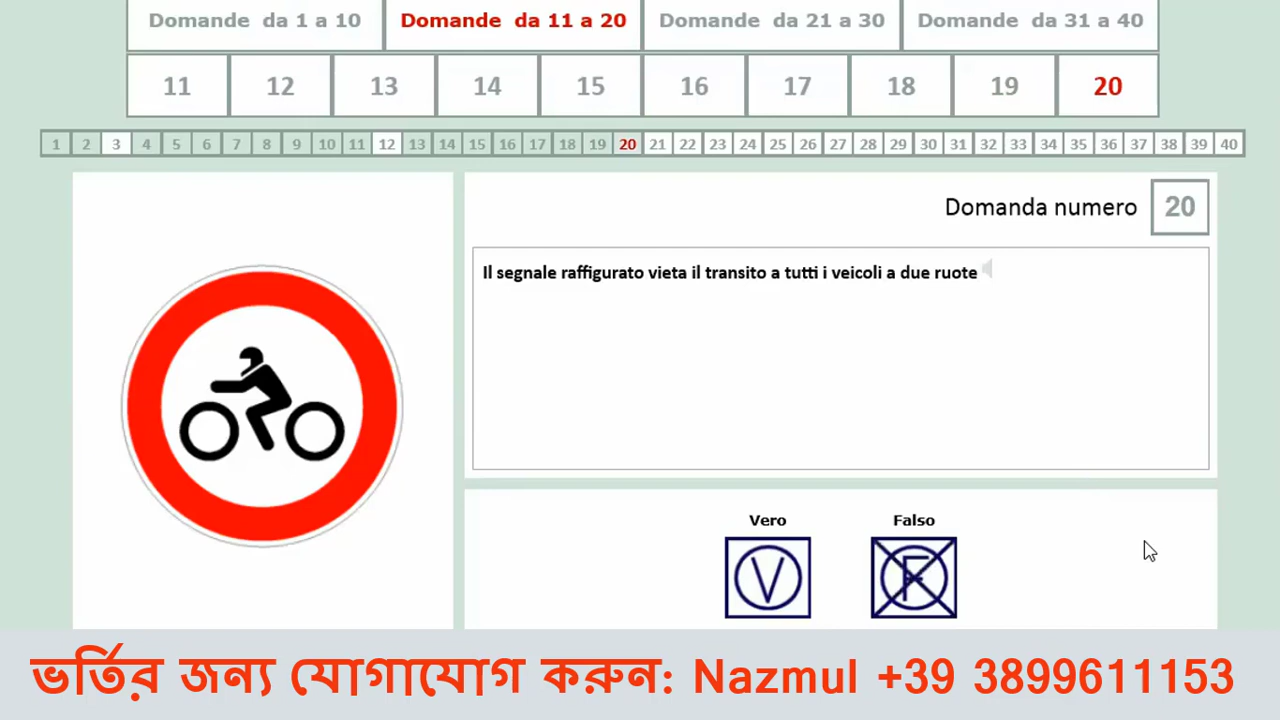 Domande da 1 a 10 Domande da 11 a 20 Domande da 21 a 30 Domande da 31 a 40
11 12 13 14 15 16 17 18 19 20
1 2 3 4 5 6 7 8 9 10 11 12 13 14 15 16 17 18 19 20 21 22 23 24 25 26 27 28 29 30 31 32 33 34 35 36 37 38 39 40
Domanda numero 20
Il segnale raffigurato vieta il transito a tutti i veicoli a due ruote
Vero Falso
V F
ভর্তির জন্য যোগাযোগ করুন: Nazmul +39 3899611153